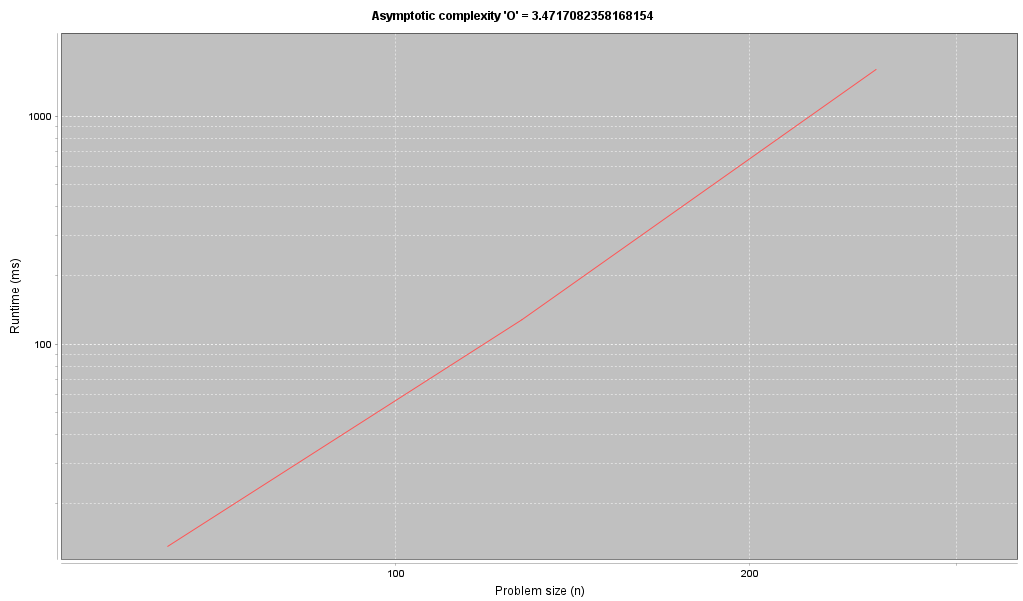 Asymptotic complexity 'O' = 3.4717082358168154
1000
100
Runtime (ms)
100
200
Problem size (n)